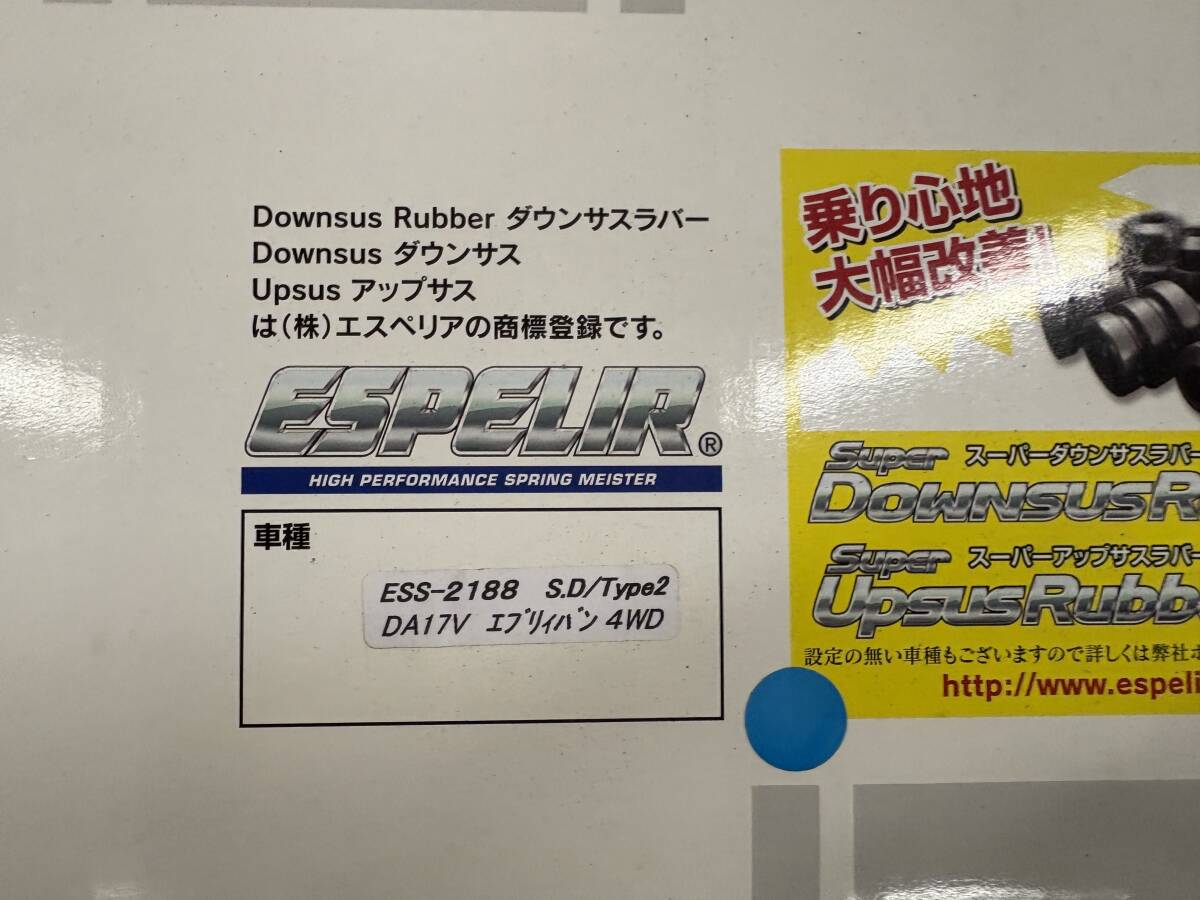 Downsus Rubber ダウンサスラバー
Downsus ダウンサス
Upsus アップサス
は(株)エスペリアの商標登録です。
ESPELIR®
HIGH PERFORMANCE SPRING MEISTER
車種
ESS-2188 S.D/Type2
DA17V エブリィバン 4WD
乗り心地
大幅改善!
Super スーパーダウンサスラバー
DOWNSUS R
Super スーパーアップサスラバー
Upsus Rubb
設定の無い車種もございますので詳しくは弊社ホ
http://www.espeli